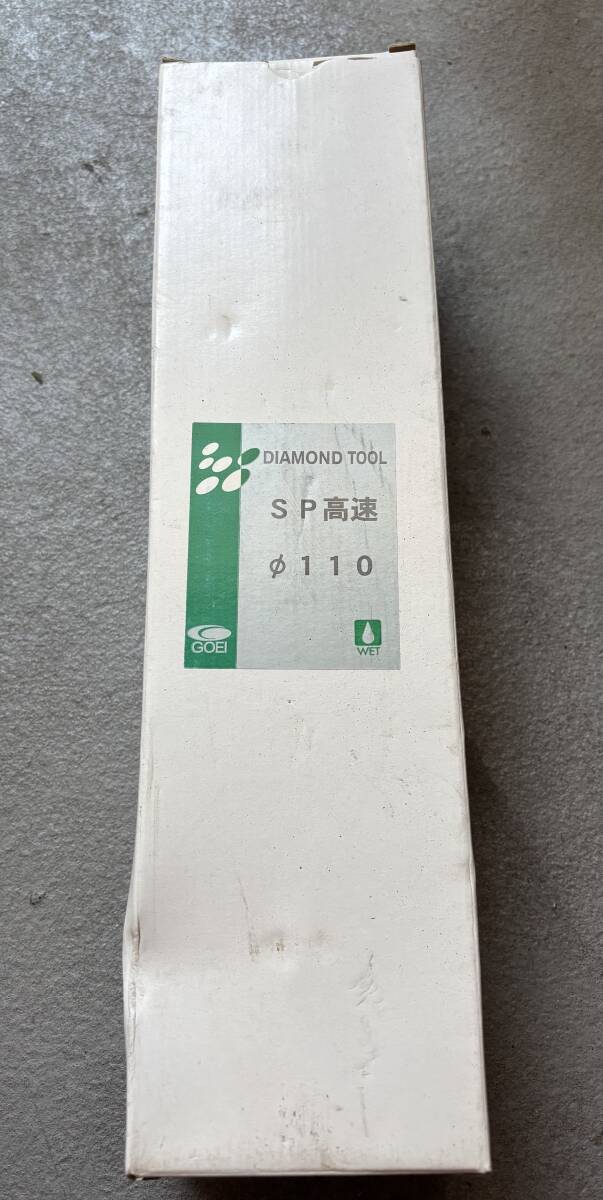 DIAMOND TOOL
ＳＰ高速
φ１１０
GOEI
WET